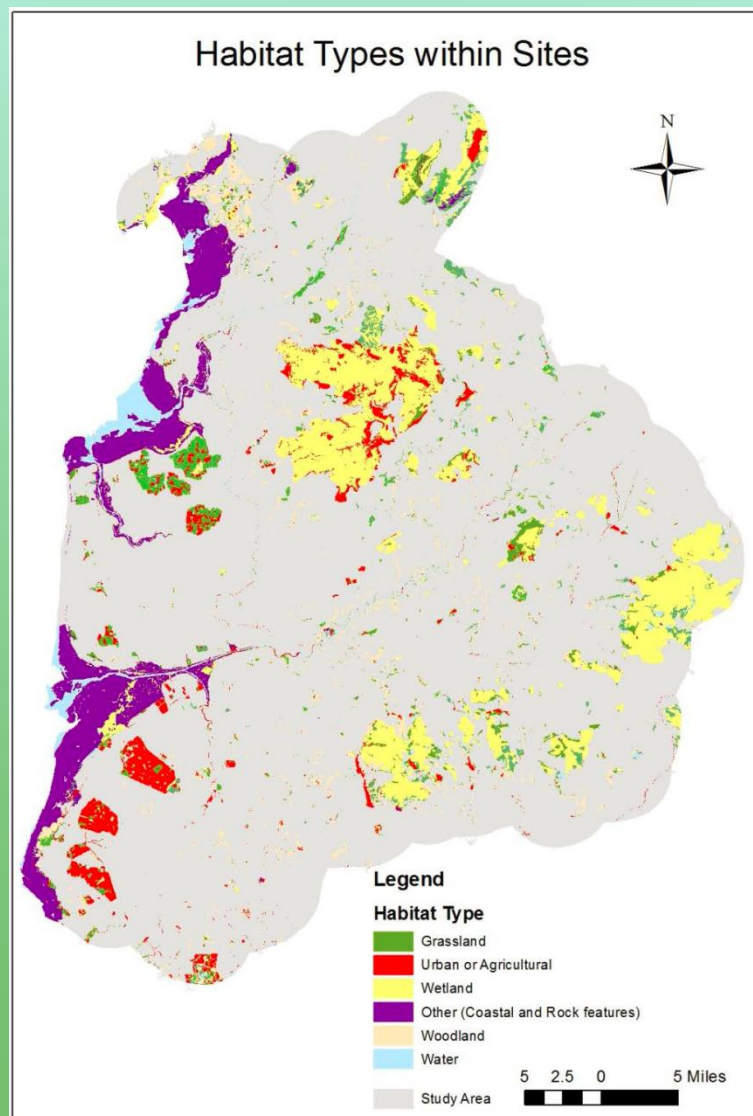 Habitat Types within Sites
N
Legend
Habitat Type
Grassland
Urban or Agricultural
Wetland
Other (Coastal and Rock features)
Woodland
Water
Study Area
5 2.5 0 5 Miles